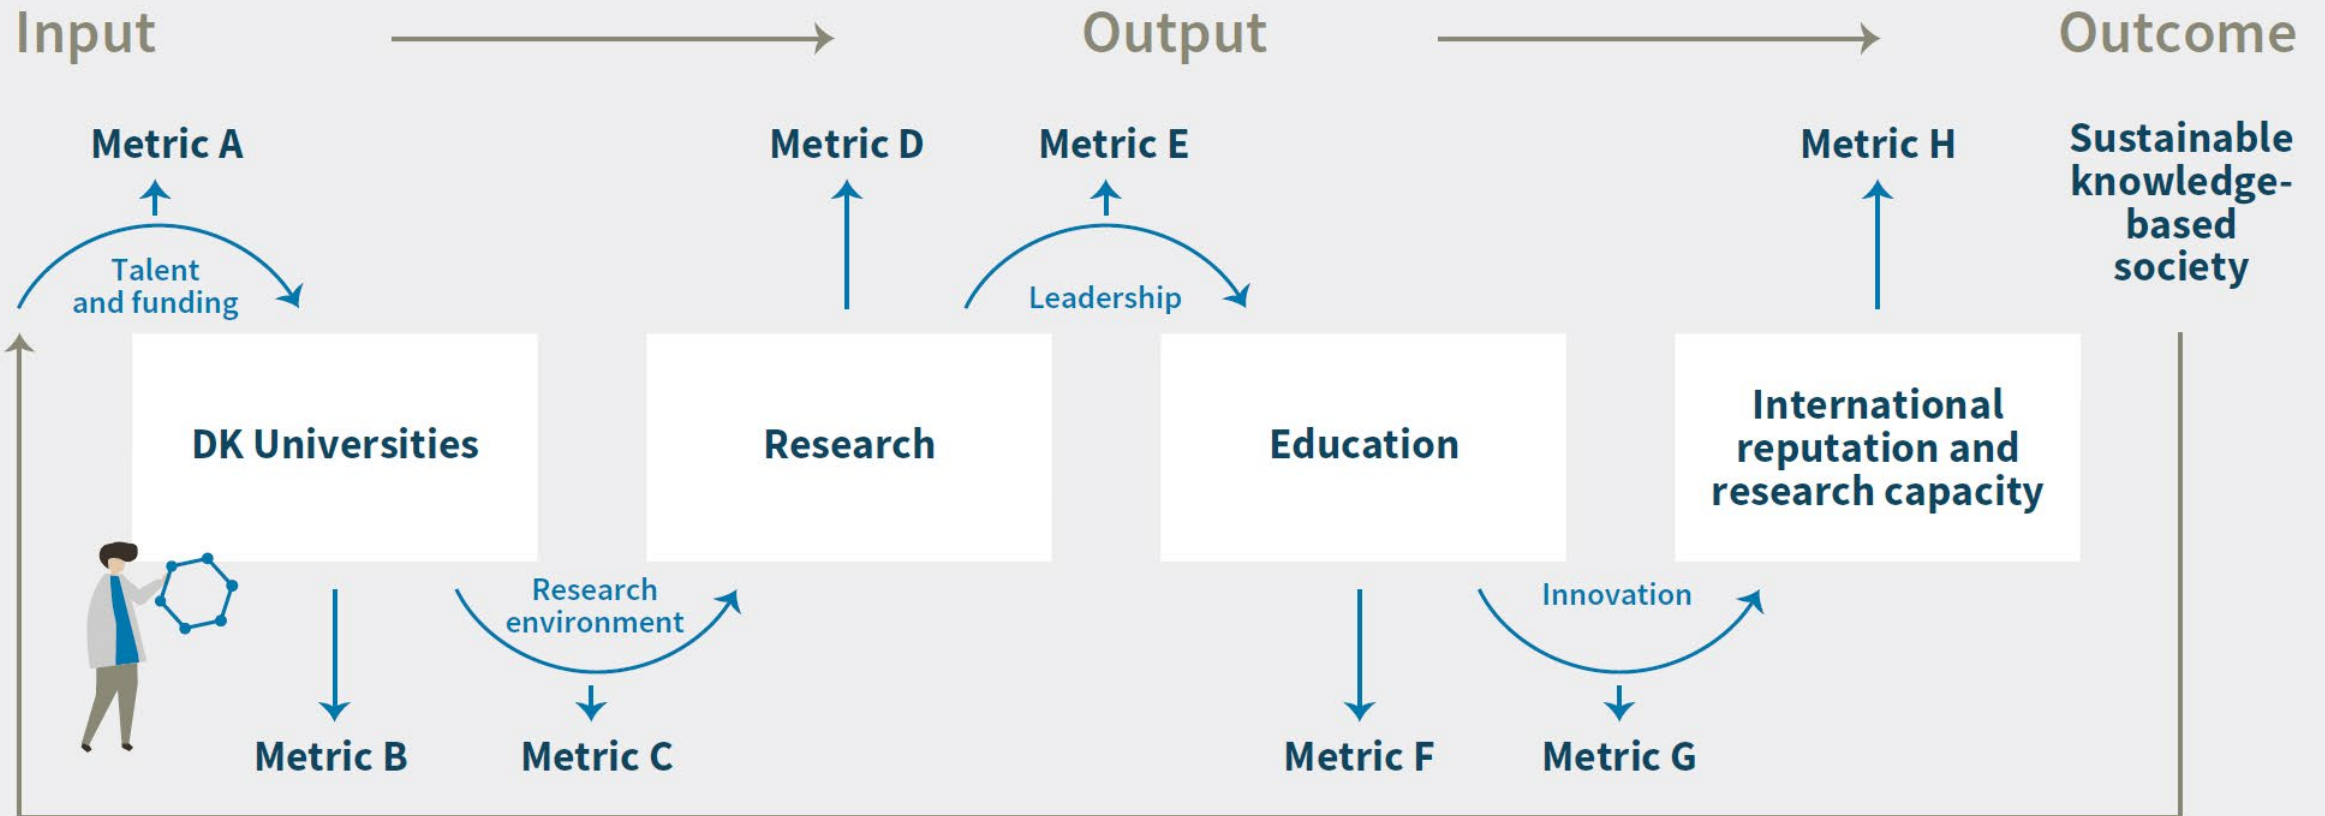 Input
Output
Outcome
Metric A
Metric D
Metric E
Metric H
Sustainable
knowledge-
based
society
Talent
and funding
Leadership
DK Universities
Research
Education
International
reputation and
research capacity
Research
environment
Innovation
Metric B
Metric C
Metric F
Metric G